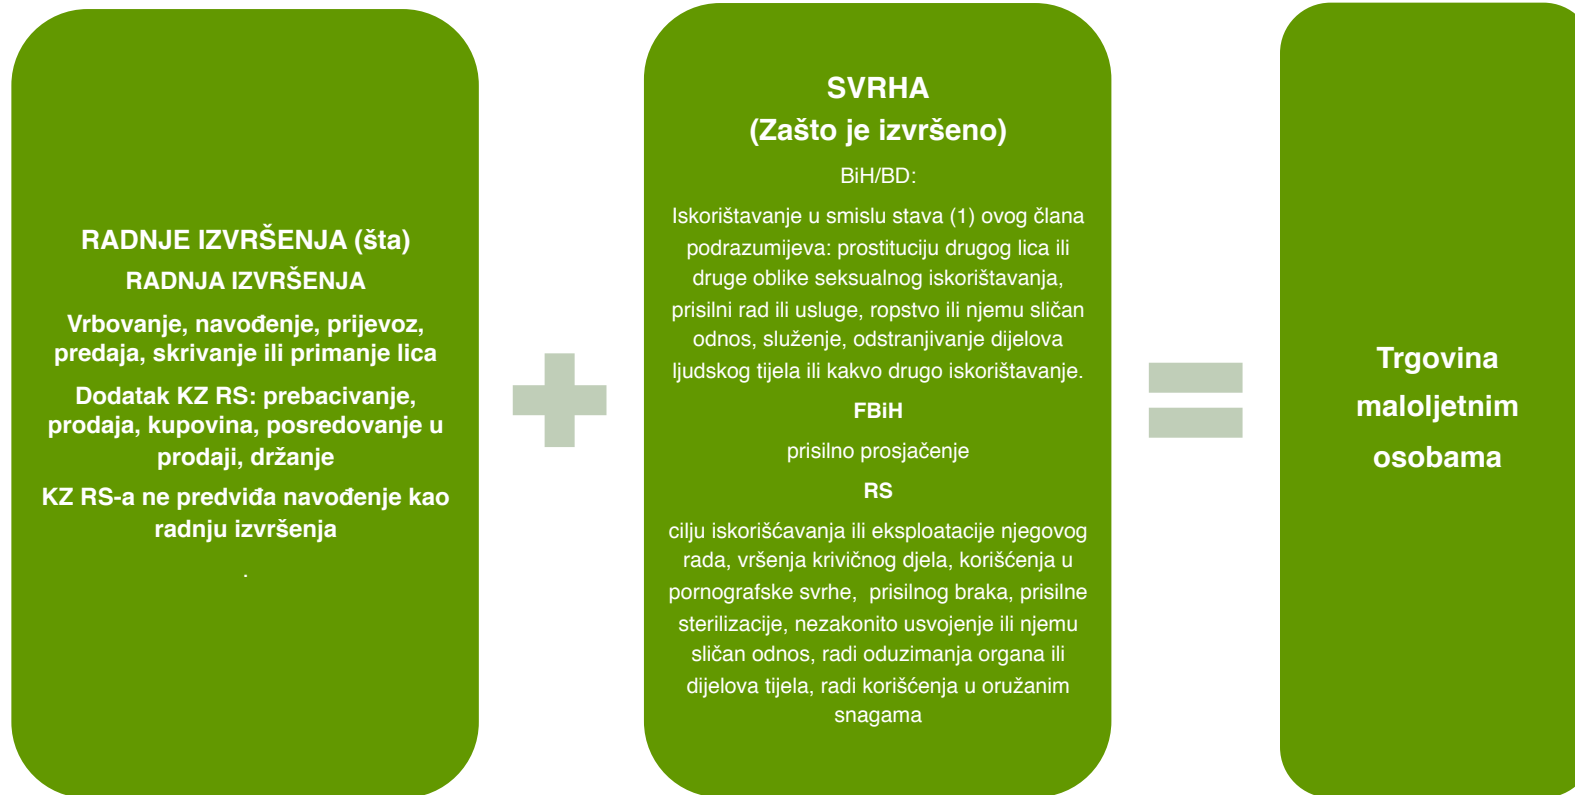 RADNJE IZVRŠENJA (šta)
RADNJA IZVRŠENJA
Vrbovanje, navođenje, prijevoz,
predaja, skrivanje ili primanje lica
Dodatak KZ RS: prebacivanje,
prodaja, kupovina, posredovanje u
prodaji, držanje
KZ RS-a ne predviđa navođenje kao
radnju izvršenja
.
SVRHA
(Zašto je izvršeno)
BiH/BD:
Iskorištavanje u smislu stava (1) ovog člana
podrazumijeva: prostituciju drugog lica ili
druge oblike seksualnog iskorištavanja,
prisilni rad ili usluge, ropstvo ili njemu sličan
odnos, služenje, odstranjivanje dijelova
ljudskog tijela ili kakvo drugo iskorištavanje.
FBiH
prisilno prosjačenje
RS
cilju iskorišćavanja ili eksploatacije njegovog
rada, vršenja krivičnog djela, korišćenja u
pornografske svrhe, prisilnog braka, prisilne
sterilizacije, nezakonito usvojenje ili njemu
sličan odnos, radi oduzimanja organa ili
dijelova tijela, radi korišćenja u oružanim
snagama
Trgovina
maloljetnim
osobama